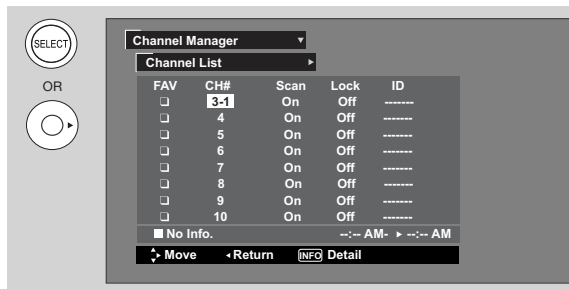 SELECT
OR
Channel Manager
Channel List
FAV CH# Scan Lock ID
3-1 On Off -------
4 On Off -------
5 On Off -------
6 On Off -------
7 On Off -------
8 On Off -------
9 On Off -------
10 On Off -------
No Info. --:-- AM- ▸ --:-- AM
Move Return INFO Detail